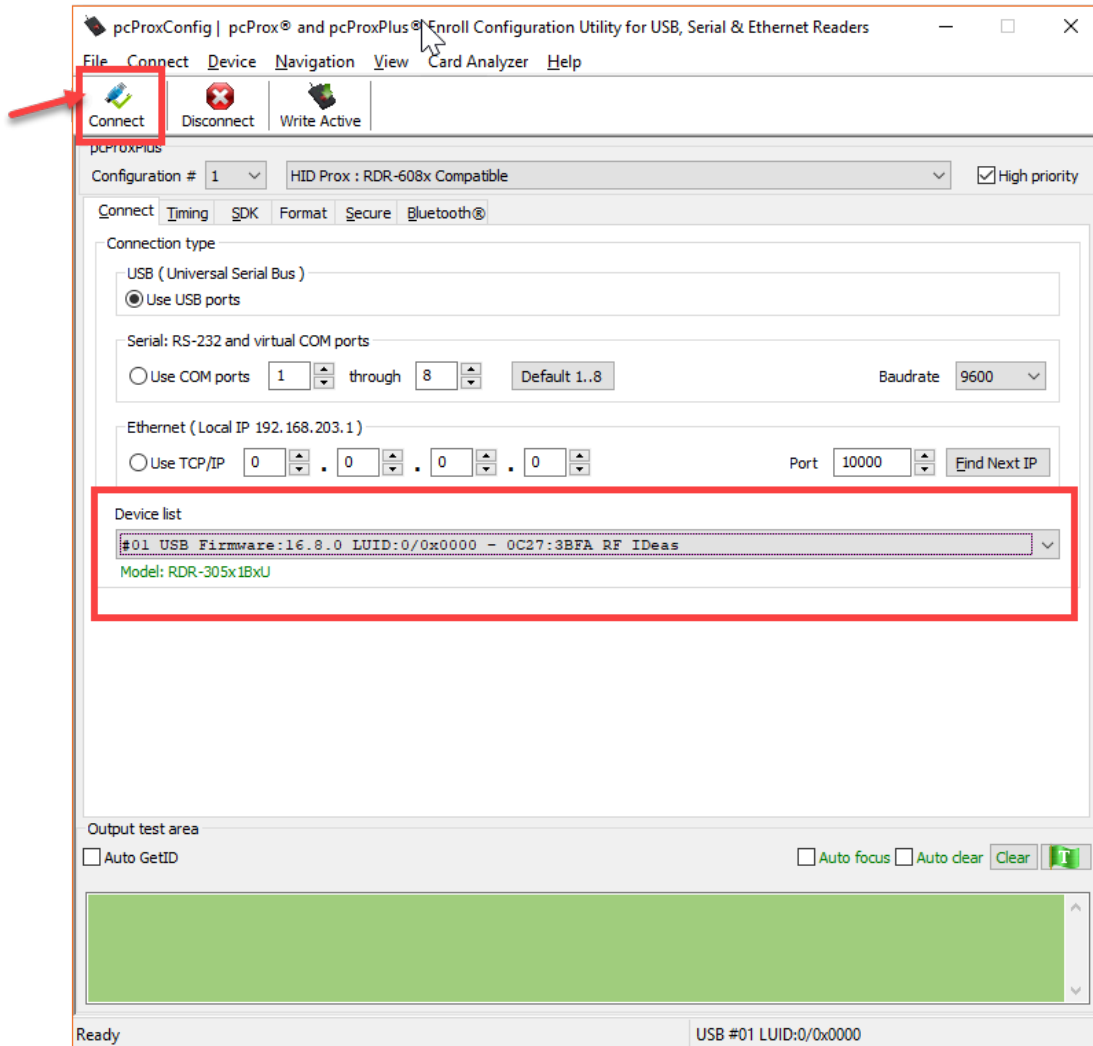 pcProxConfig | pcProx® and pcProxPlus® Enroll Configuration Utility for USB, Serial & Ethernet Readers
File Connect Device Navigation View Card Analyzer Help
Connect Disconnect Write Active
pcProxPlus
Configuration # 1 HID Prox : RDR-608x Compatible High priority
Connect Timing SDK Format Secure Bluetooth®
Connection type
USB ( Universal Serial Bus )
Use USB ports
Serial: RS-232 and virtual COM ports
Use COM ports 1 through 8 Default 1..8 Baudrate 9600
Ethernet ( Local IP 192.168.203.1 )
Use TCP/IP 0 . 0 . 0 . 0 Port 10000 Find Next IP
Device list
#01 USB Firmware:16.8.0 LUID:0/0x0000 - 0C27:3BFA RF IDeas
Model: RDR-305x1BxU
Output test area
Auto GetID Auto focus Auto clear Clear T
Ready USB #01 LUID:0/0x0000